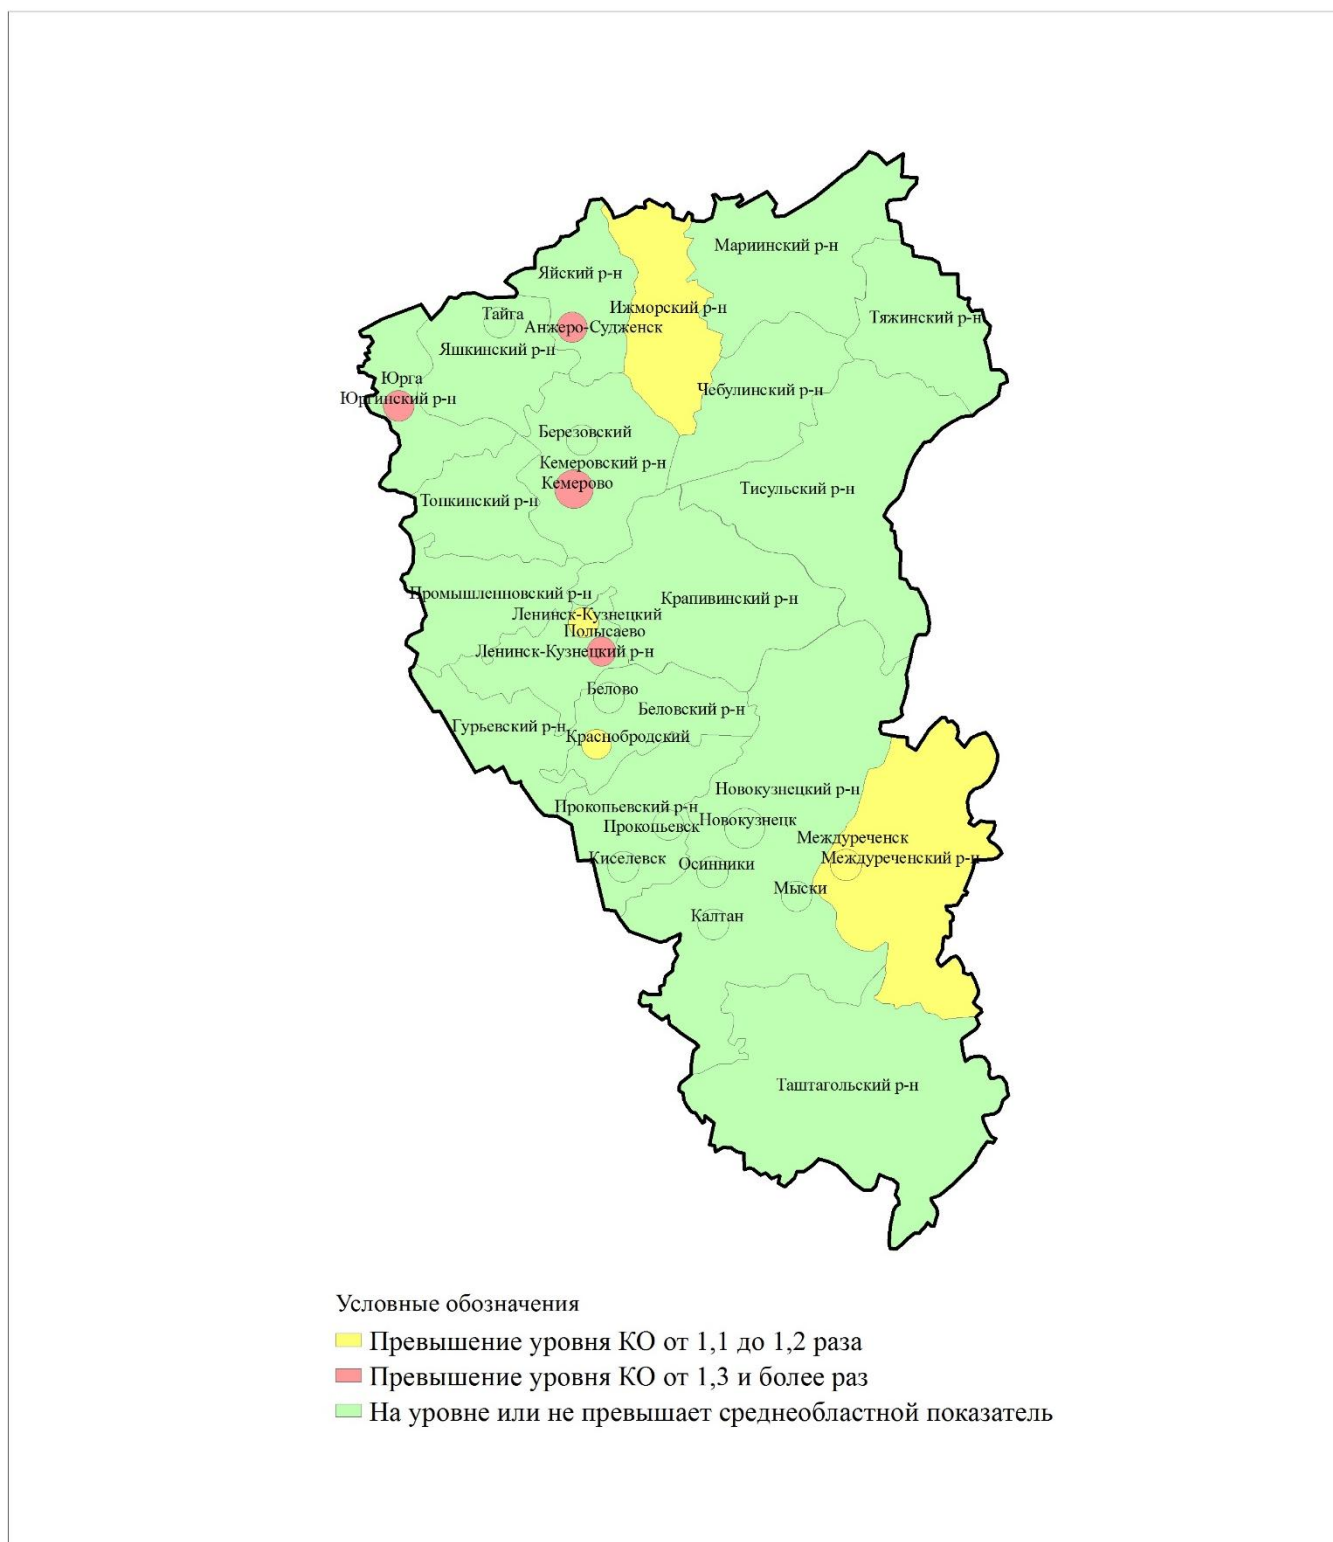 Мариинский р-н
Яйский р-н
Ижморский р-н
Тайга
Тяжинский р-н
Анжеро-Судженск
Яшкинский р-н
Юрга
Чебулинский р-н
Юргинский р-н
Березовский
Кемеровский р-н
Кемерово
Тисульский р-н
Топкинский р-н
Промышленновский р-н
Крапивинский р-н
Ленинск-Кузнецкий
Полысаево
Ленинск-Кузнецкий р-н
Белово
Беловский р-н
Гурьевский р-н
Краснобродский
Новокузнецкий р-н
Прокопьевский р-н
Новокузнецк
Прокопьевск
Междуреченск
Киселевск
Осинники
Междуреченский р-н
Мыски
Калтан
Таштагольский р-н
Условные обозначения
Превышение уровня КО от 1,1 до 1,2 раза
Превышение уровня КО от 1,3 и более раз
На уровне или не превышает среднеобластной показатель